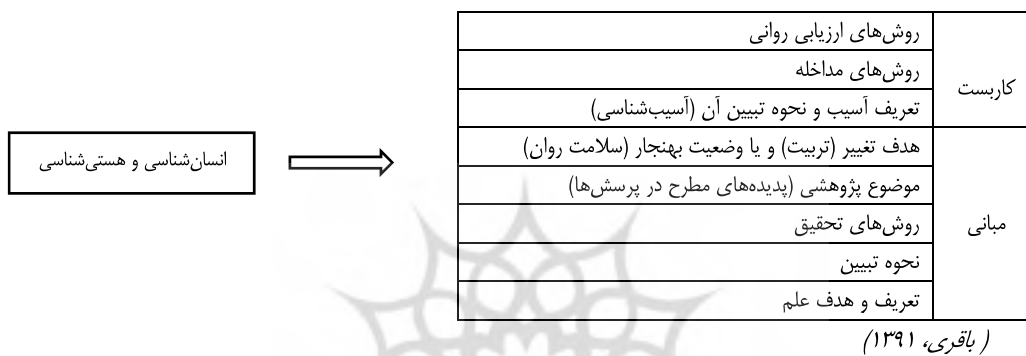 روش‌های ارزیابی روانی
روش‌های مداخله
کاربست
تعریف آسیب و نحوه تبیین آن (آسیب‌شناسی)
هدف تغییر (تربیت) و یا وضعیت بهنجار (سلامت روان)
انسان‌شناسی و هستی‌شناسی
موضوع پژوهشی (پدیده‌های مطرح در پرسش‌ها)
مبانی
روش‌های تحقیق
نحوه تبیین
تعریف و هدف علم
( باقری، ۱۳۹۱)